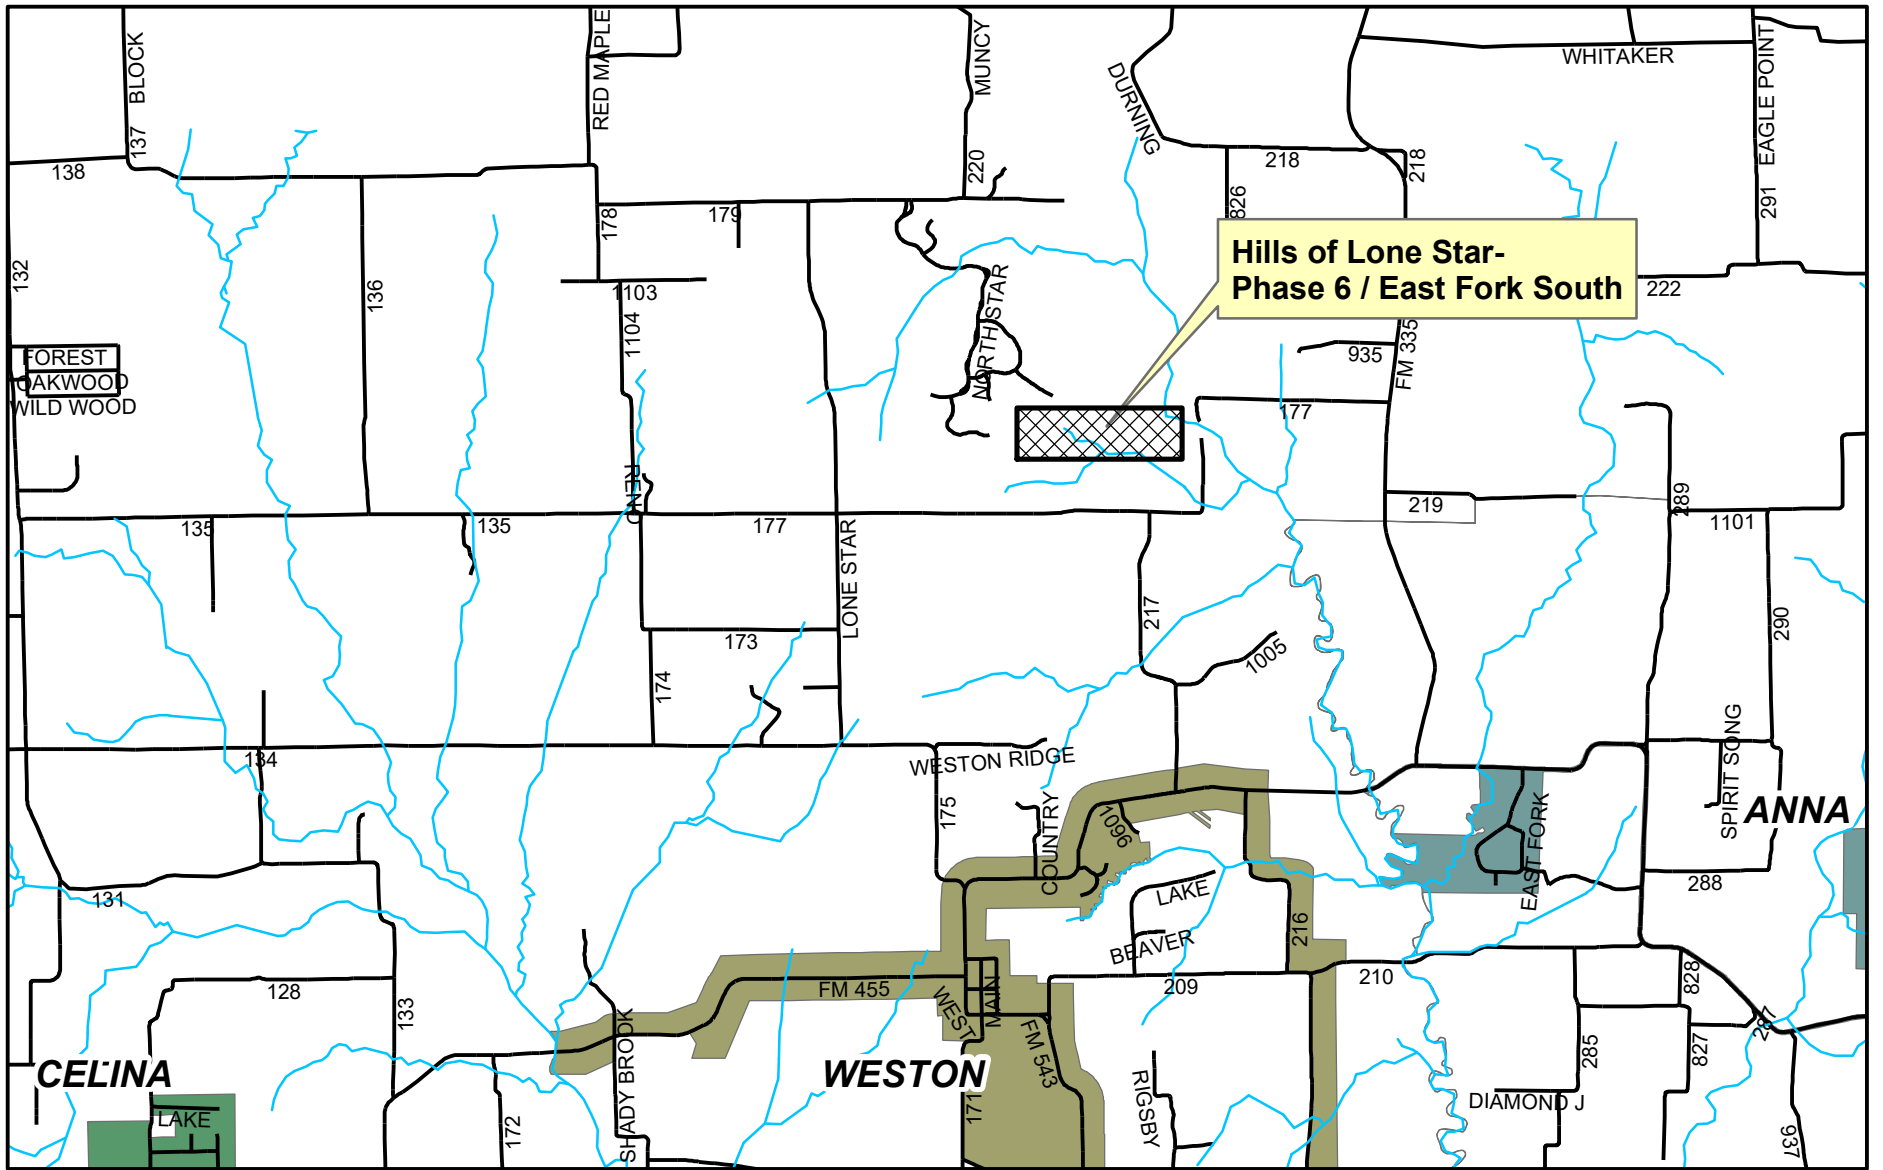 BLOCK
RED MAPLE
MUNCY
DURNING
WHITAKER
EAGLE POINT
137
138
220
218
218
826
291
178
179
132
136
Hills of Lone Star-
Phase 6 / East Fork South
222
1103
1104
NORTH STAR
935
FM 335
FOREST
OAKWOOD
WILD WOOD
177
219
289
1101
135
135
177
LONE STAR
217
290
173
174
1005
134
WESTON RIDGE
175
COUNTRY
1096
EAST FORK
SPIRIT SONG
ANNA
288
131
LAKE
BEAVER
216
128
133
FM 455
WEST
MAIN
209
210
828
287
FM 543
SHADY BROOK
CELINA
WESTON
171
RIGSBY
285
827
DIAMOND J
LAKE
172
937